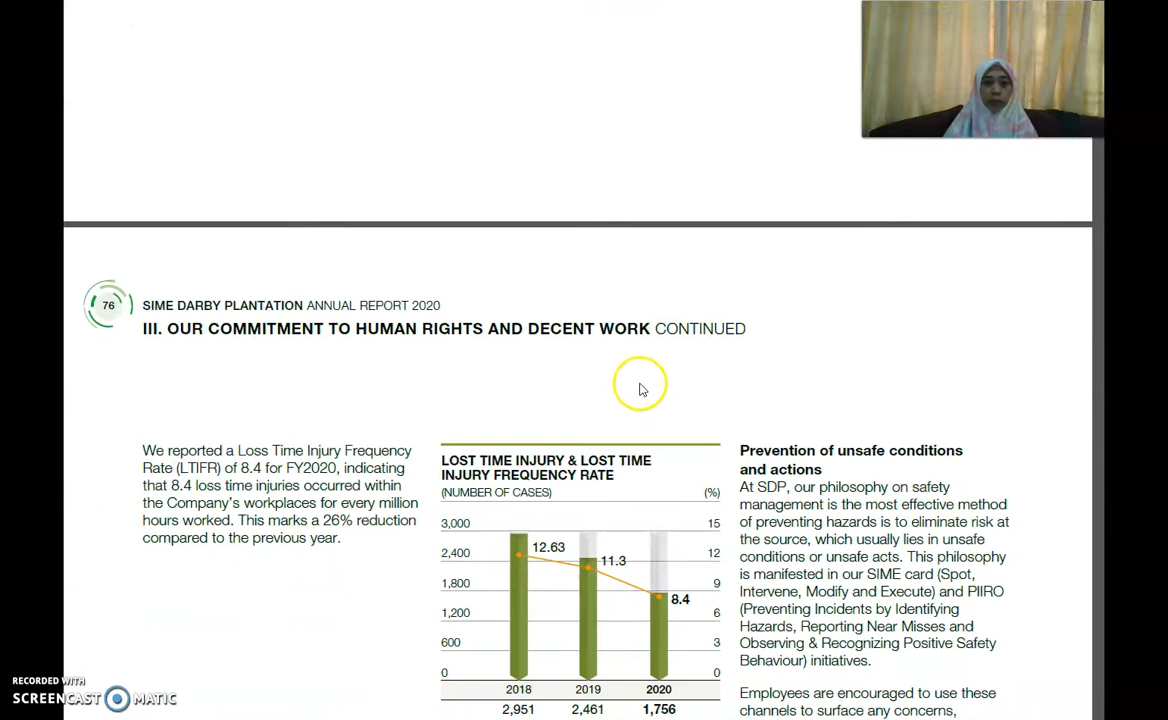 76
SIME DARBY PLANTATION ANNUAL REPORT 2020
III. OUR COMMITMENT TO HUMAN RIGHTS AND DECENT WORK CONTINUED
We reported a Loss Time Injury Frequency
Rate (LTIFR) of 8.4 for FY2020, indicating
that 8.4 loss time injuries occurred within
the Company's workplaces for every million
hours worked. This marks a 26% reduction
compared to the previous year.
LOST TIME INJURY & LOST TIME
INJURY FREQUENCY RATE
(NUMBER OF CASES) (%)
3,000 15
12.63
2,400 12
11.3
1,800 9
8.4
1,200 6
600 3
0 0
2018 2019 2020
2,951 2,461 1,756
Prevention of unsafe conditions
and actions
At SDP, our philosophy on safety
management is the most effective method
of preventing hazards is to eliminate risk at
the source, which usually lies in unsafe
conditions or unsafe acts. This philosophy
is manifested in our SIME card (Spot,
Intervene, Modify and Execute) and PIIRO
(Preventing Incidents by Identifying
Hazards, Reporting Near Misses and
Observing & Recognizing Positive Safety
Behaviour) initiatives.
Employees are encouraged to use these
channels to surface any concerns,
RECORDED WITH
SCREENCAST MATIC